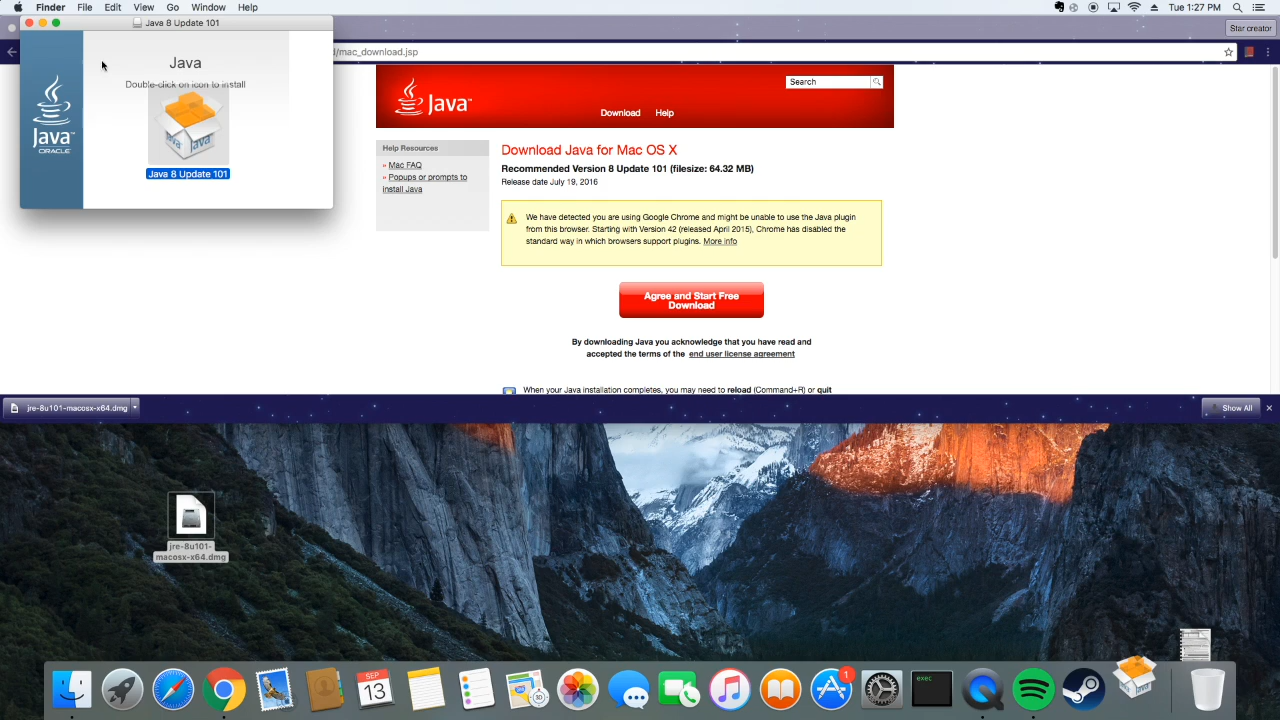 Finder File Edit View Go Window Help
Tue 1:27 PM
Java 8 Update 101
Star creator
d/mac_download.jsp
Java
Double-click on icon to install
Java™
ORACLE
Java 8 Update 101
Java™
Search
Download Help
Help Resources
» Mac FAQ
» Popups or prompts to
install Java
Download Java for Mac OS X
Recommended Version 8 Update 101 (filesize: 64.32 MB)
Release date July 19, 2016
We have detected you are using Google Chrome and might be unable to use the Java plugin
from this browser. Starting with Version 42 (released April 2015), Chrome has disabled the
standard way in which browsers support plugins. More info
Agree and Start Free
Download
By downloading Java you acknowledge that you have read and
accepted the terms of the end user license agreement
When your Java installation completes, you may need to reload (Command+R) or quit
jre-8u101-macosx-x64.dmg
Show All
jre-8u101-
macosx-x64.dmg
SEP
13
3D
1
exec